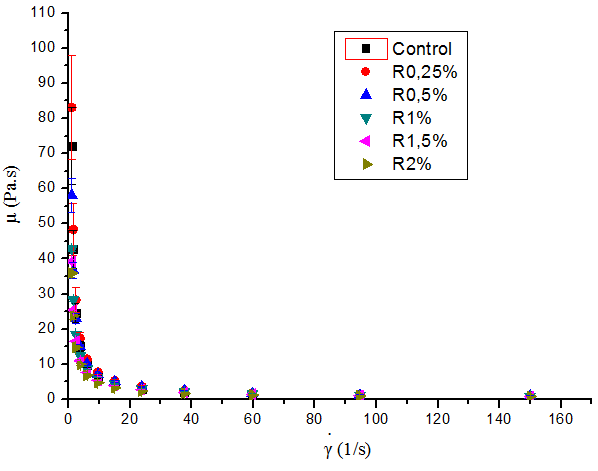 110
100
90
80
70
60
50
40
30
20
10
0
μ (Pa.s)
Control
R0,25%
R0,5%
R1%
R1,5%
R2%
0 20 40 60 80 100 120 140 160
γ̇ (1/s)